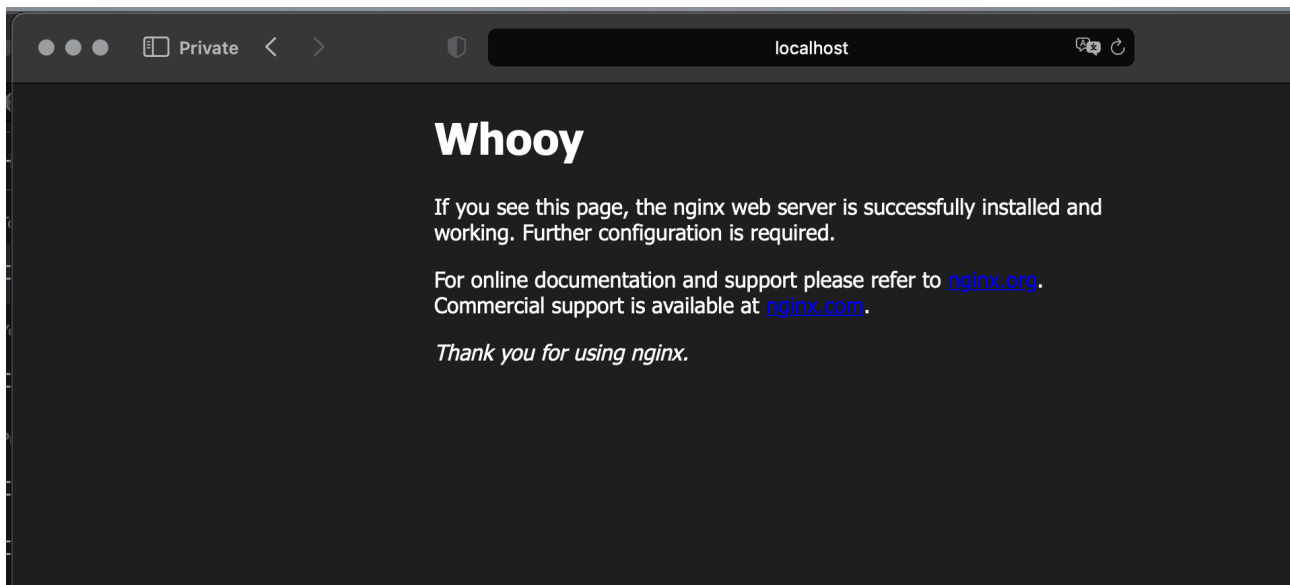 Private
localhost
Whooy
If you see this page, the nginx web server is successfully installed and
working. Further configuration is required.
For online documentation and support please refer to nginx.org.
Commercial support is available at nginx.com.
Thank you for using nginx.